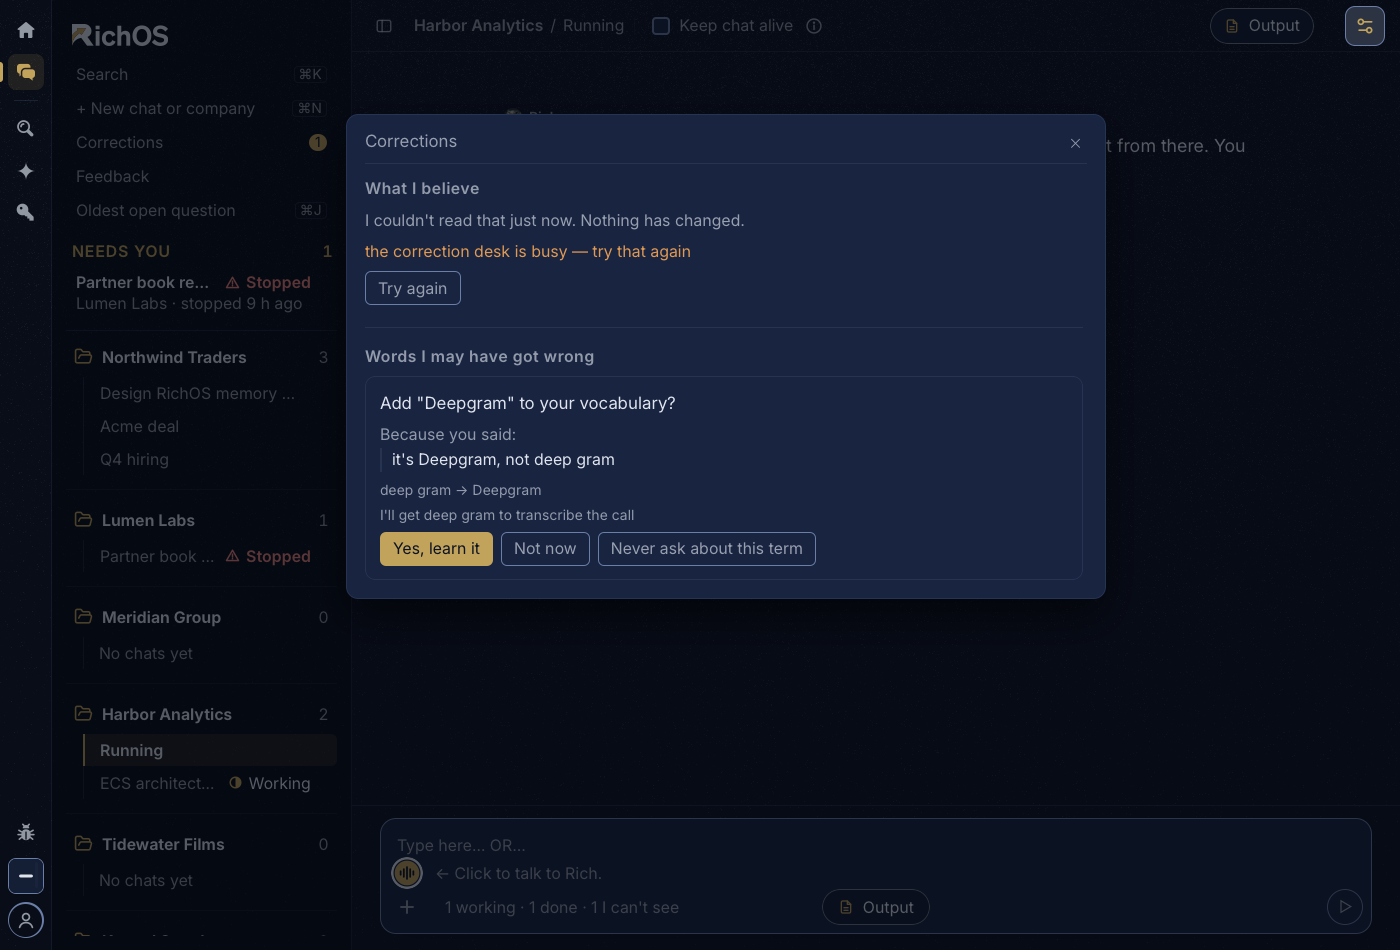 RichOS
Search ⌘K
+ New chat or company ⌘N
Corrections 1
Feedback
Oldest open question ⌘J
NEEDS YOU 1
Partner book re... Stopped
Lumen Labs · stopped 9 h ago
Northwind Traders 3
Design RichOS memory ...
Acme deal
Q4 hiring
Lumen Labs 1
Partner book ... Stopped
Meridian Group 0
No chats yet
Harbor Analytics 2
Running
ECS architect... Working
Tidewater Films 0
No chats yet
Harbor Analytics / Running
Keep chat alive
Output
t from there. You
Corrections
What I believe
I couldn't read that just now. Nothing has changed.
the correction desk is busy — try that again
Try again
Words I may have got wrong
Add "Deepgram" to your vocabulary?
Because you said:
it's Deepgram, not deep gram
deep gram → Deepgram
I'll get deep gram to transcribe the call
Yes, learn it
Not now
Never ask about this term
Type here... OR...
← Click to talk to Rich.
1 working · 1 done · 1 I can't see
Output